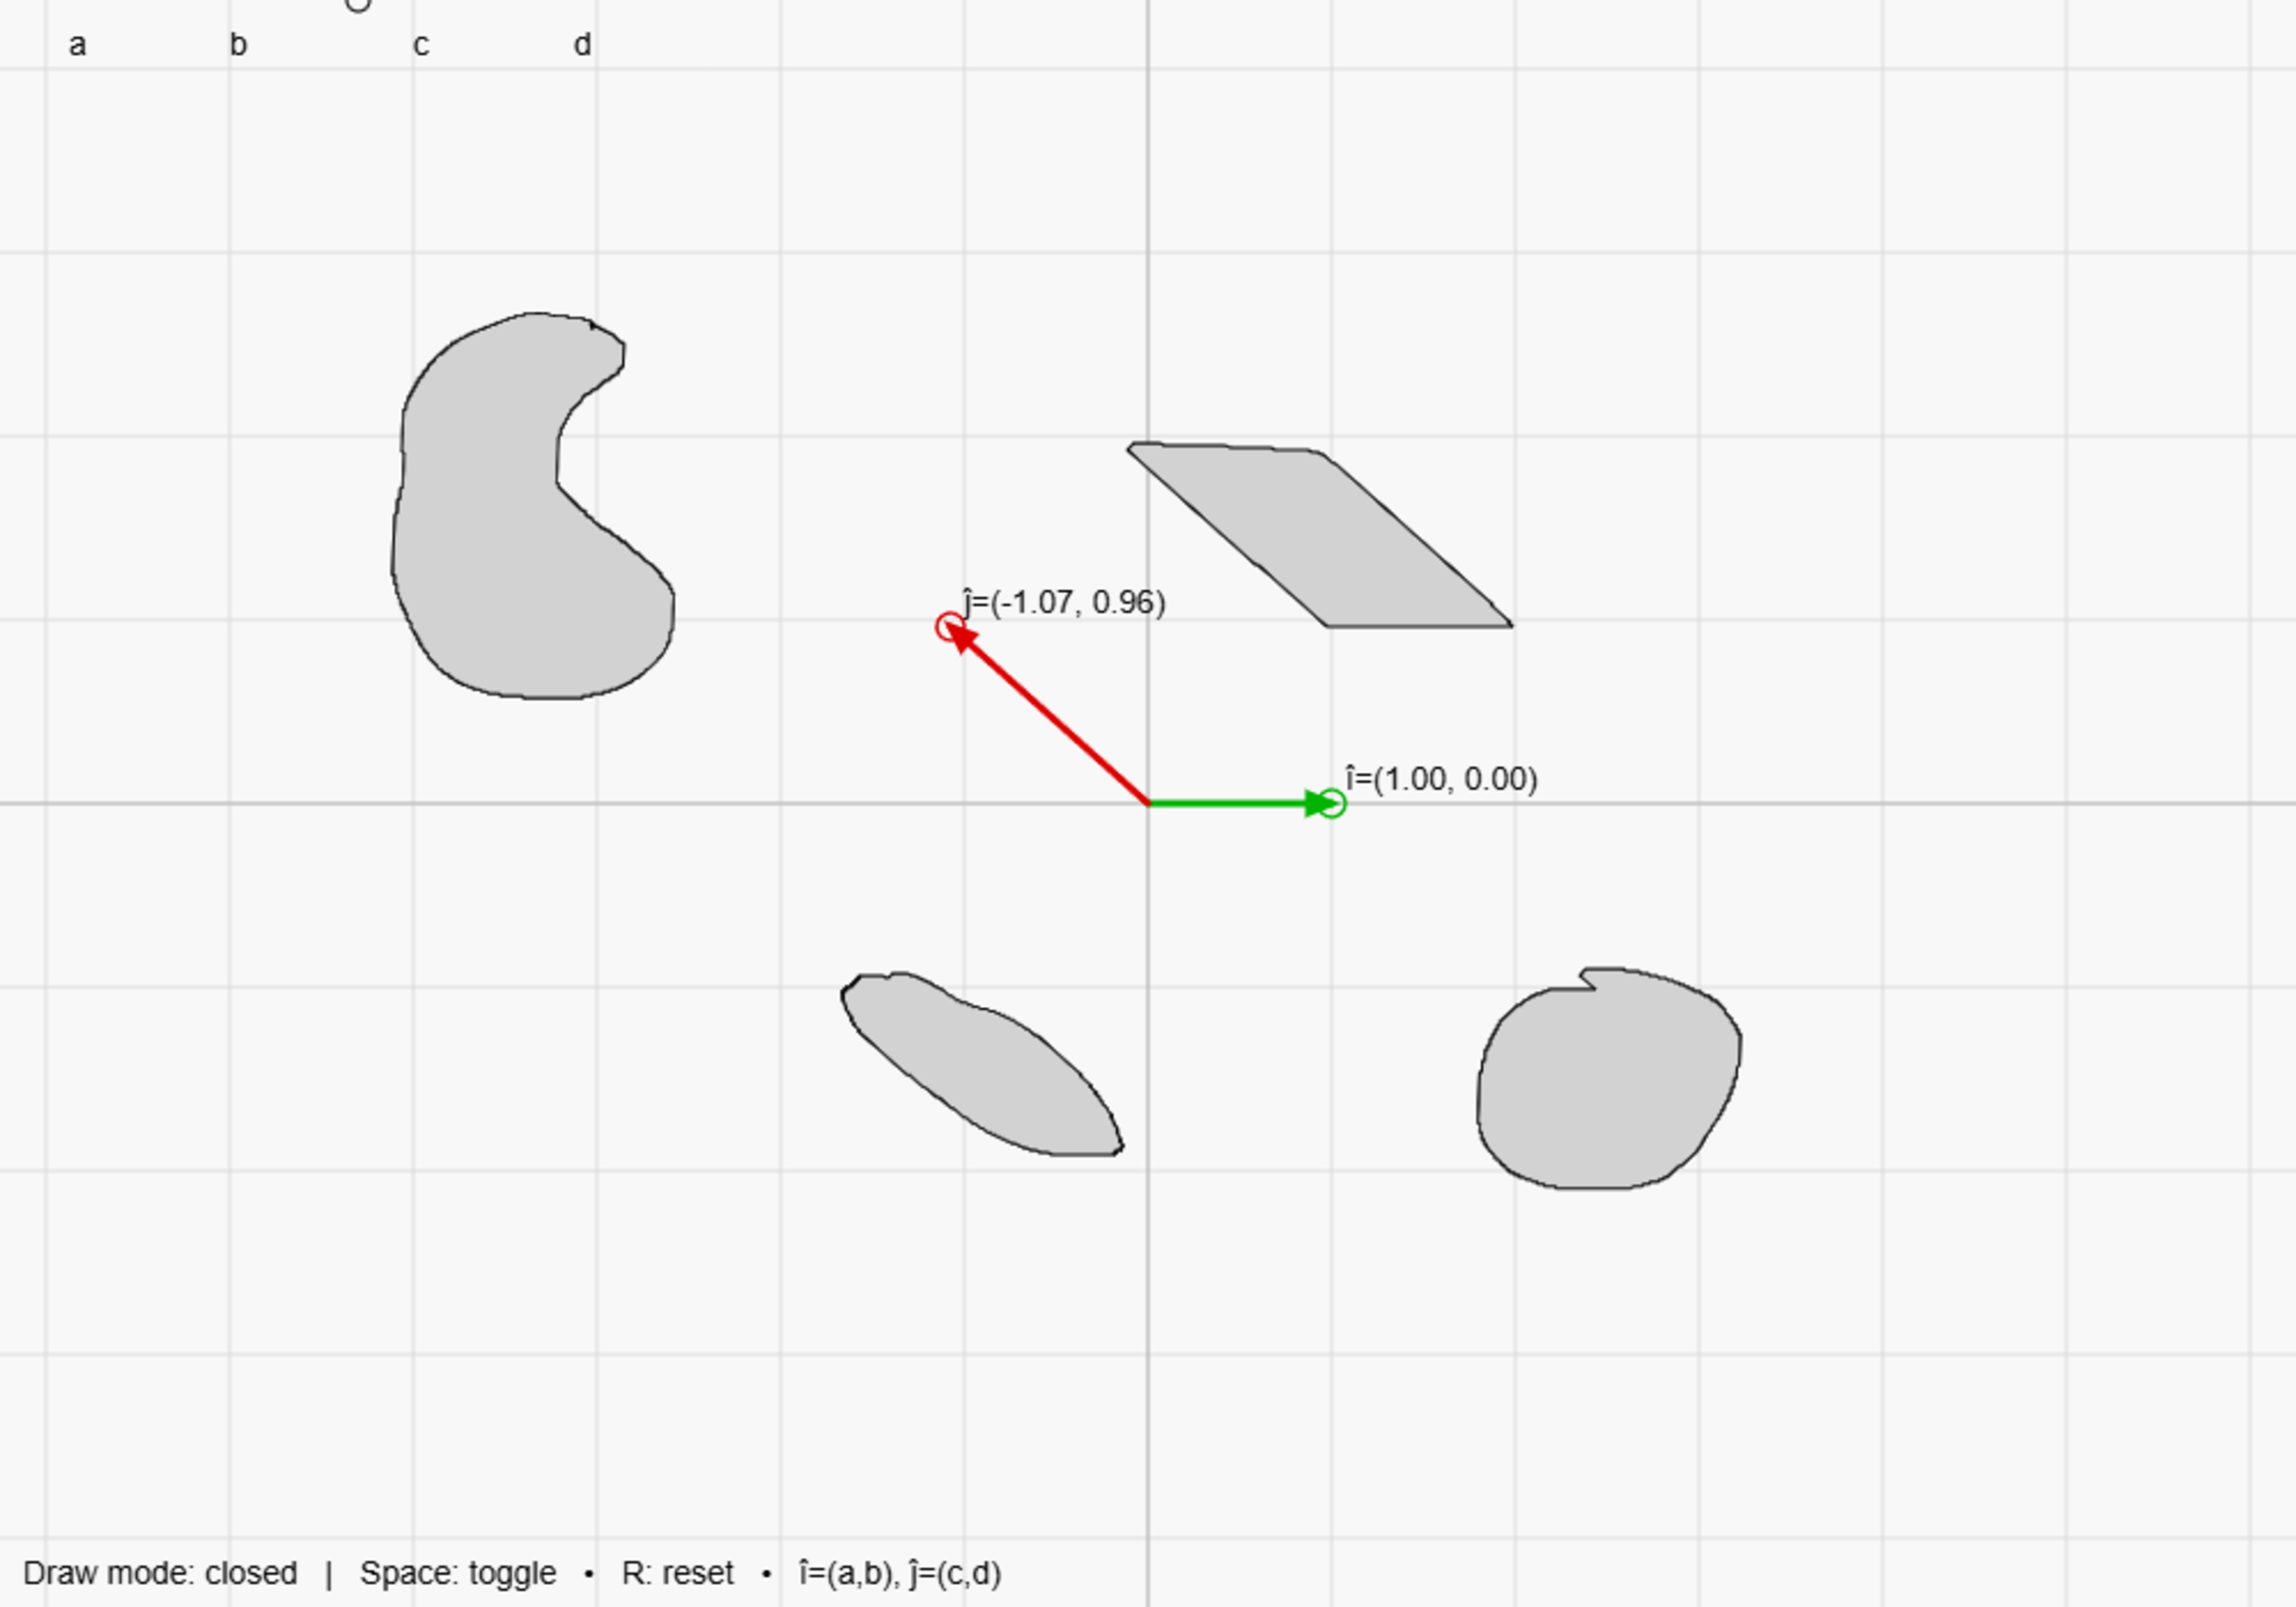 a b c d
ĵ=(-1.07, 0.96)
î=(1.00, 0.00)
Draw mode: closed | Space: toggle • R: reset • î=(a,b), ĵ=(c,d)